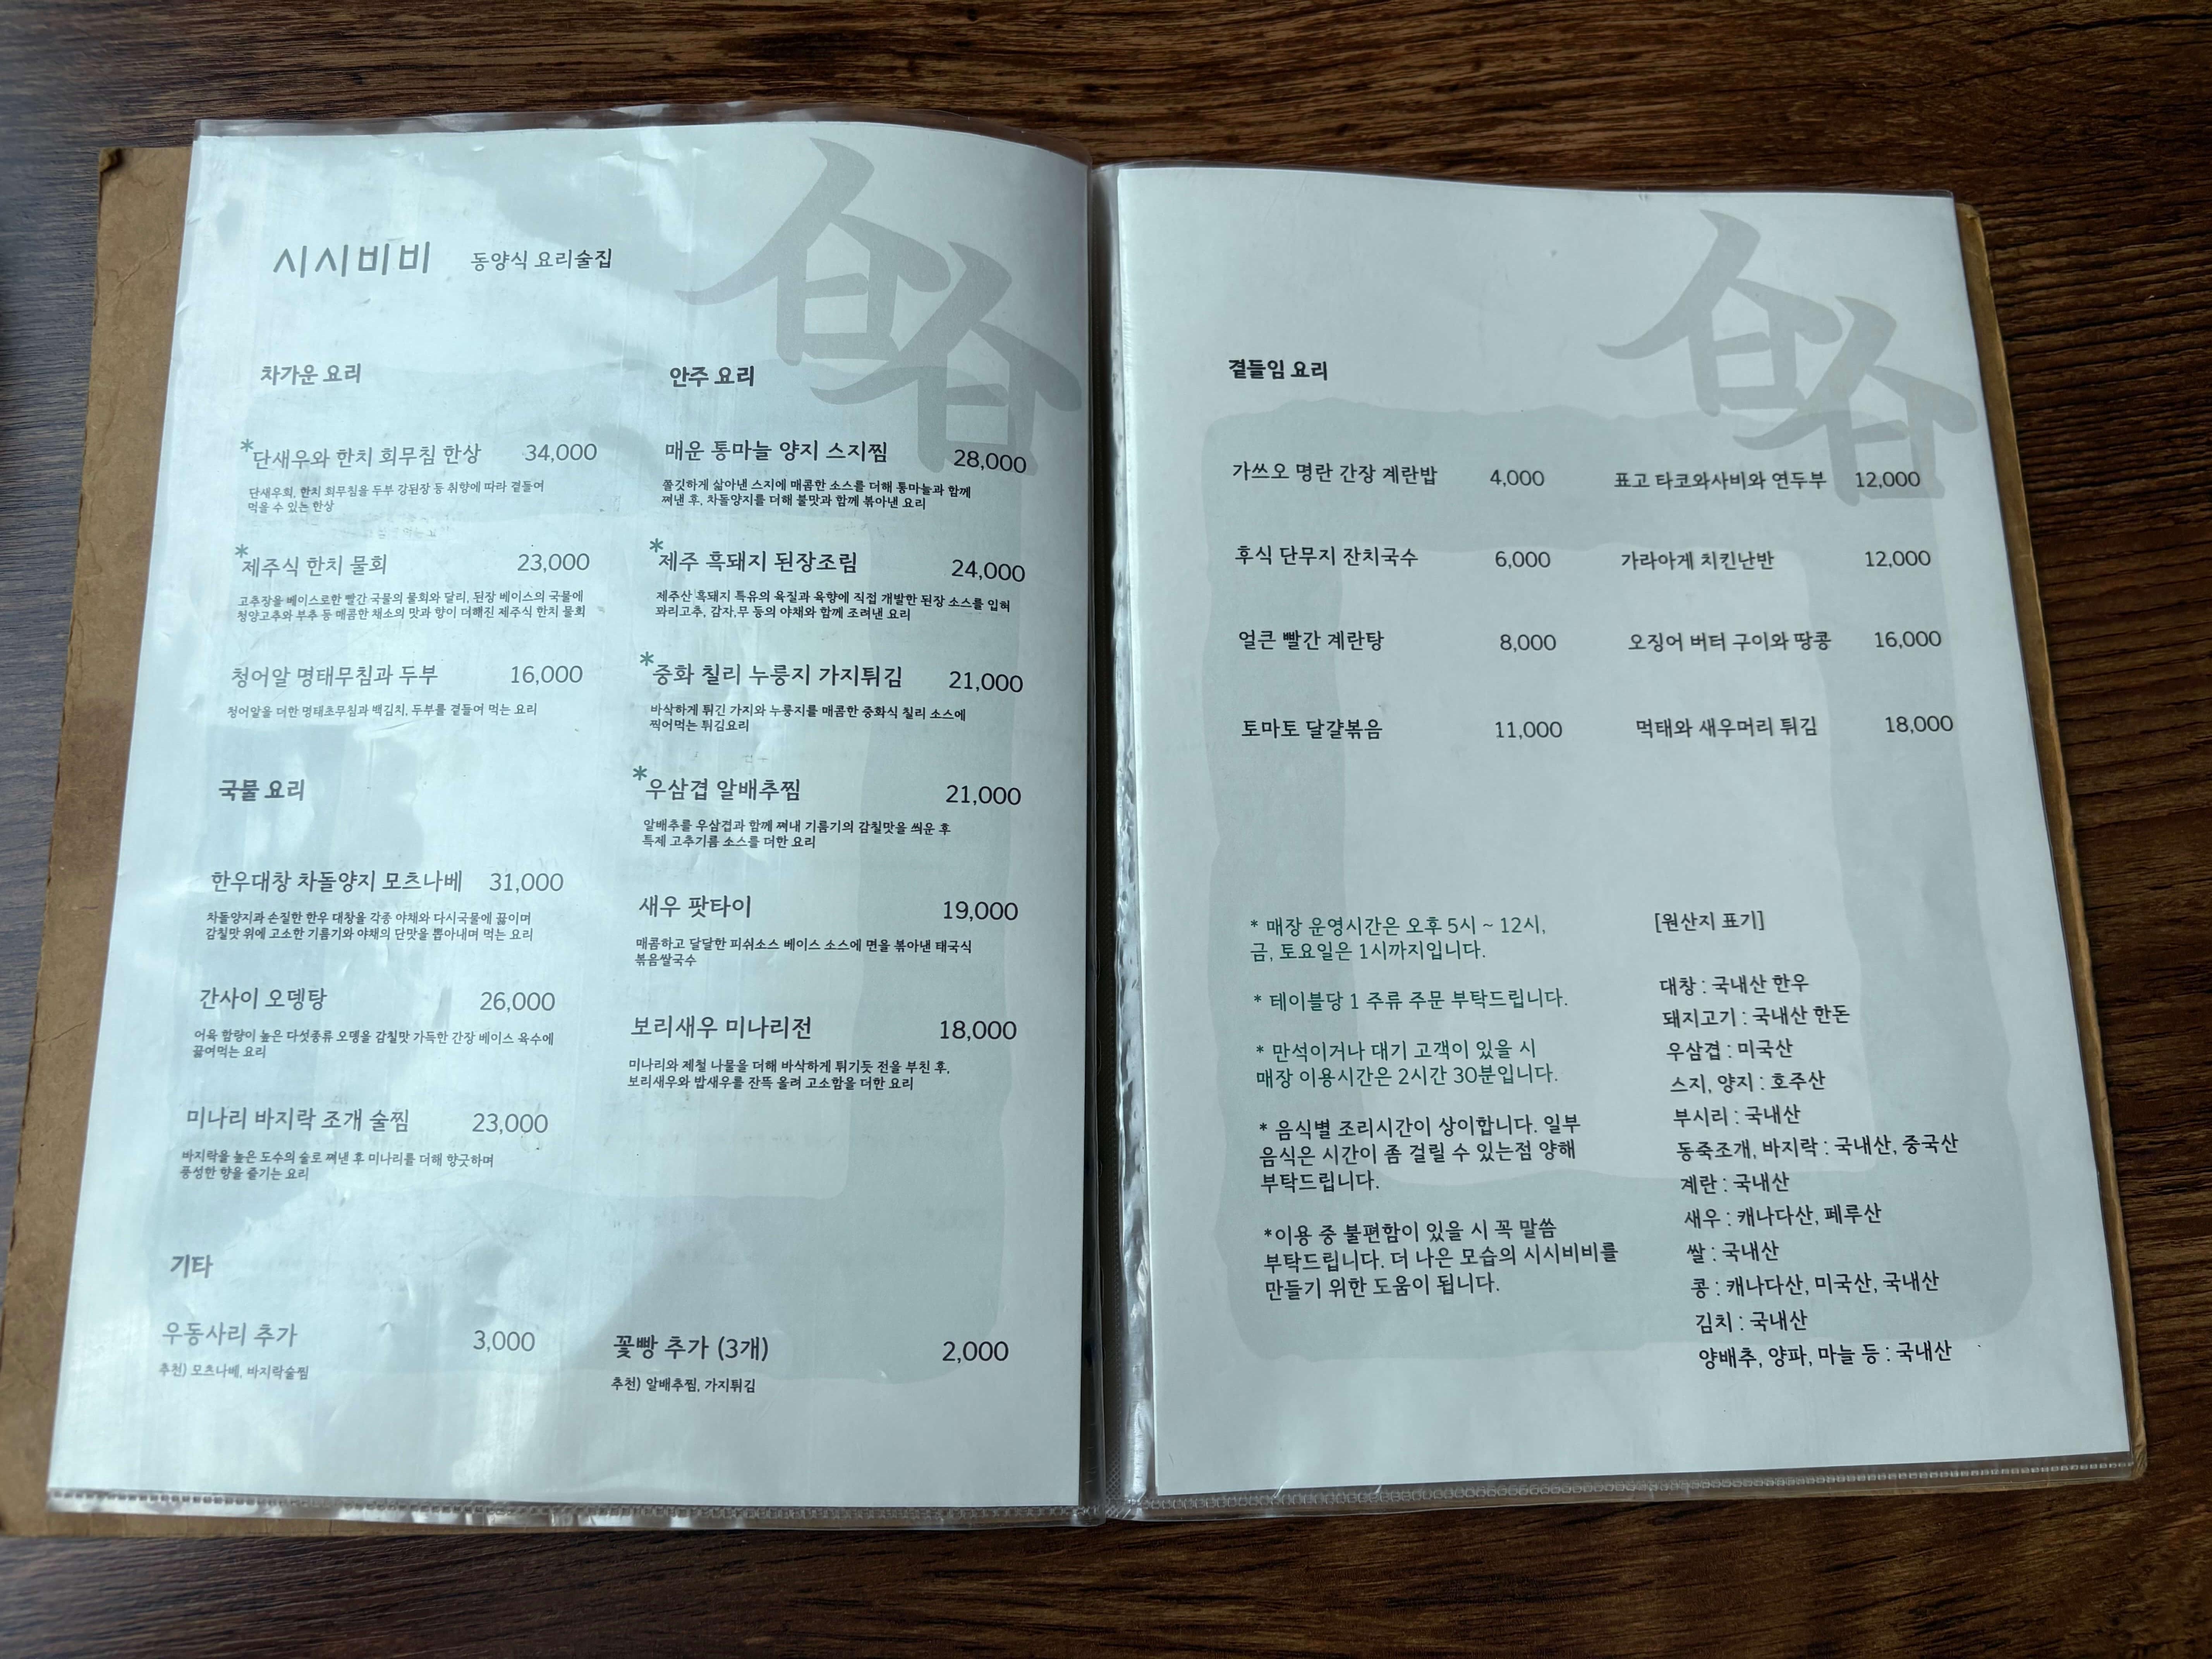 시시비비 동양식 요리술집
차가운 요리
*단새우와 한치 회무침 한상 34,000
단새우회, 한치 회무침을 두부 강된장 등 취향에 따라 곁들여
먹을 수 있는 한상
*제주식 한치 물회 23,000
고추장을 베이스로한 빨간 국물의 물회와 달리, 된장 베이스의 국물에
청양고추와 부추 등 매콤한 채소의 맛과 향이 더해진 제주식 한치 물회
청어알 명태무침과 두부 16,000
청어알을 더한 명태초무침과 백김치, 두부를 곁들여 먹는 요리
국물 요리
한우대창 차돌양지 모츠나베 31,000
차돌양지과 손질한 한우 대창을 각종 야채와 다시국물에 끓이며
감칠맛 위에 고소한 기름기와 야채의 단맛을 뽑아내며 먹는 요리
간사이 오뎅탕 26,000
어육 함량이 높은 다섯종류 오뎅을 감칠맛 가득한 간장 베이스 육수에
끓여먹는 요리
미나리 바지락 조개 술찜 23,000
바지락을 높은 도수의 술로 쪄낸 후 미나리를 더해 향긋하며
풍성한 향을 즐기는 요리
기타
우동사리 추가 3,000
추천) 모츠나베, 바지락술찜
안주 요리
매운 통마늘 양지 스지찜 28,000
쫄깃하게 삶아낸 스지에 매콤한 소스를 더해 통마늘과 함께
쪄낸 후, 차돌양지를 더해 불맛과 함께 볶아낸 요리
*제주 흑돼지 된장조림 24,000
제주산 흑돼지 특유의 육질과 육향에 직접 개발한 된장 소스를 입혀
꽈리고추, 감자,무 등의 야채와 함께 조려낸 요리
*중화 칠리 누룽지 가지튀김 21,000
바삭하게 튀긴 가지와 누룽지를 매콤한 중화식 칠리 소스에
찍어먹는 튀김요리
*우삼겹 알배추찜 21,000
알배추를 우삼겹과 함께 쪄내 기름기의 감칠맛을 씌운 후
특제 고추기름 소스를 더한 요리
새우 팟타이 19,000
매콤하고 달달한 피쉬소스 베이스 소스에 면을 볶아낸 태국식
볶음쌀국수
보리새우 미나리전 18,000
미나리와 제철 나물을 더해 바삭하게 튀기듯 전을 부친 후,
보리새우와 밥새우를 잔뜩 올려 고소함을 더한 요리
꽃빵 추가 (3개) 2,000
추천) 알배추찜, 가지튀김
곁들임 요리
가쓰오 명란 간장 계란밥 4,000
후식 단무지 잔치국수 6,000
얼큰 빨간 계란탕 8,000
토마토 달걀볶음 11,000
표고 타코와사비와 연두부 12,000
가라아게 치킨난반 12,000
오징어 버터 구이와 땅콩 16,000
먹태와 새우머리 튀김 18,000
* 매장 운영시간은 오후 5시 ~ 12시,
금, 토요일은 1시까지입니다.
* 테이블당 1 주류 주문 부탁드립니다.
* 만석이거나 대기 고객이 있을 시
매장 이용시간은 2시간 30분입니다.
* 음식별 조리시간이 상이합니다. 일부
음식은 시간이 좀 걸릴 수 있는점 양해
부탁드립니다.
*이용 중 불편함이 있을 시 꼭 말씀
부탁드립니다. 더 나은 모습의 시시비비를
만들기 위한 도움이 됩니다.
[원산지 표기]
대창 : 국내산 한우
돼지고기 : 국내산 한돈
우삼겹 : 미국산
스지, 양지 : 호주산
부시리 : 국내산
동죽조개, 바지락 : 국내산, 중국산
계란 : 국내산
새우 : 캐나다산, 페루산
쌀 : 국내산
콩 : 캐나다산, 미국산, 국내산
김치 : 국내산
양배추, 양파, 마늘 등 : 국내산